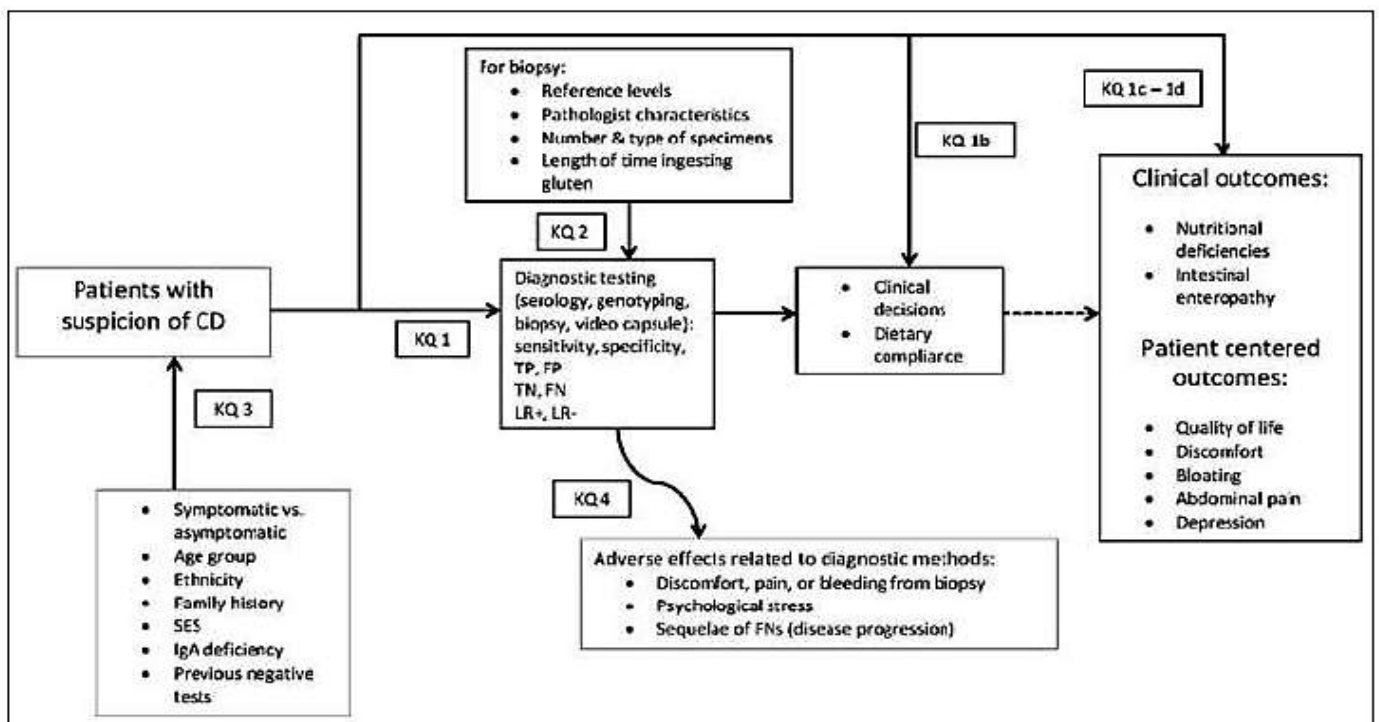 For biopsy:
• Reference levels
• Pathologist characteristics
• Number & type of specimens
• Length of time ingesting
gluten
KQ 1c – 1d
KQ 1b
KQ 2
Patients with
suspicion of CD
KQ 1
Diagnostic testing
(serology, genotyping,
biopsy, video capsule):
sensitivity, specificity,
TP, FP
TN, FN
LR+, LR-
• Clinical
decisions
• Dietary
compliance
Clinical outcomes:
• Nutritional
deficiencies
• Intestinal
enteropathy
Patient centered
outcomes:
• Quality of life
• Discomfort
• Bloating
• Abdominal pain
• Depression
KQ 3
• Symptomatic vs.
asymptomatic
• Age group
• Ethnicity
• Family history
• SES
• IgA deficiency
• Previous negative
tests
KQ 4
Adverse effects related to diagnostic methods:
• Discomfort, pain, or bleeding from biopsy
• Psychological stress
• Sequelae of FNs (disease progression)